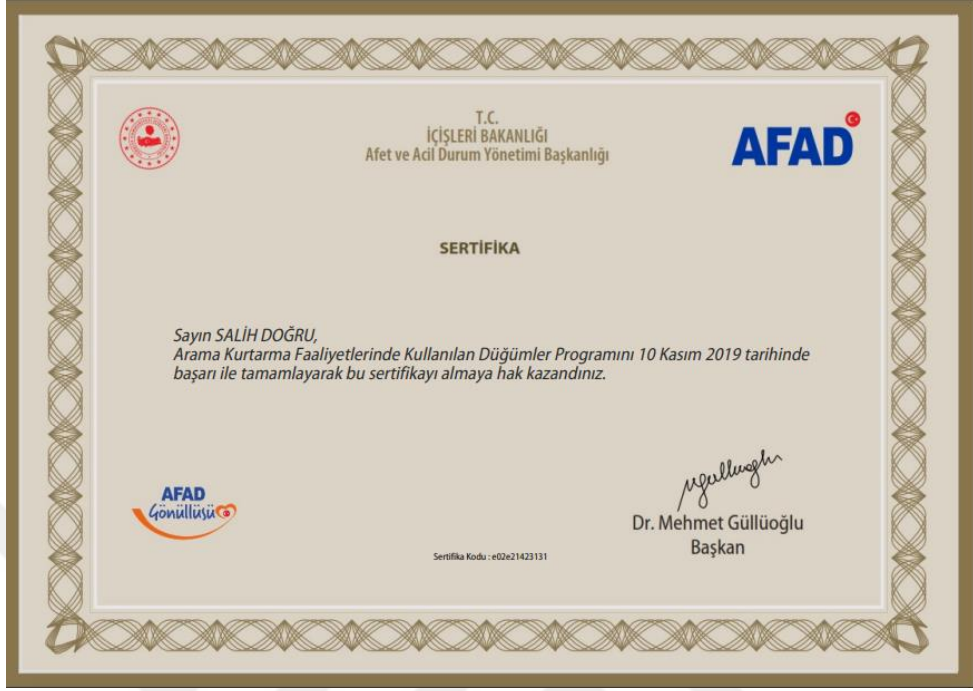 T.C.
İÇİŞLERİ BAKANLIĞI
Afet ve Acil Durum Yönetimi Başkanlığı
AFAD
SERTİFİKA
Sayın SALİH DOĞRU,
Arama Kurtarma Faaliyetlerinde Kullanılan Düğümler Programını 10 Kasım 2019 tarihinde
başarı ile tamamlayarak bu sertifikayı almaya hak kazandınız.
AFAD
Gönüllüsü
Dr. Mehmet Güllüoğlu
Başkan
Sertifika Kodu : e02e21423131